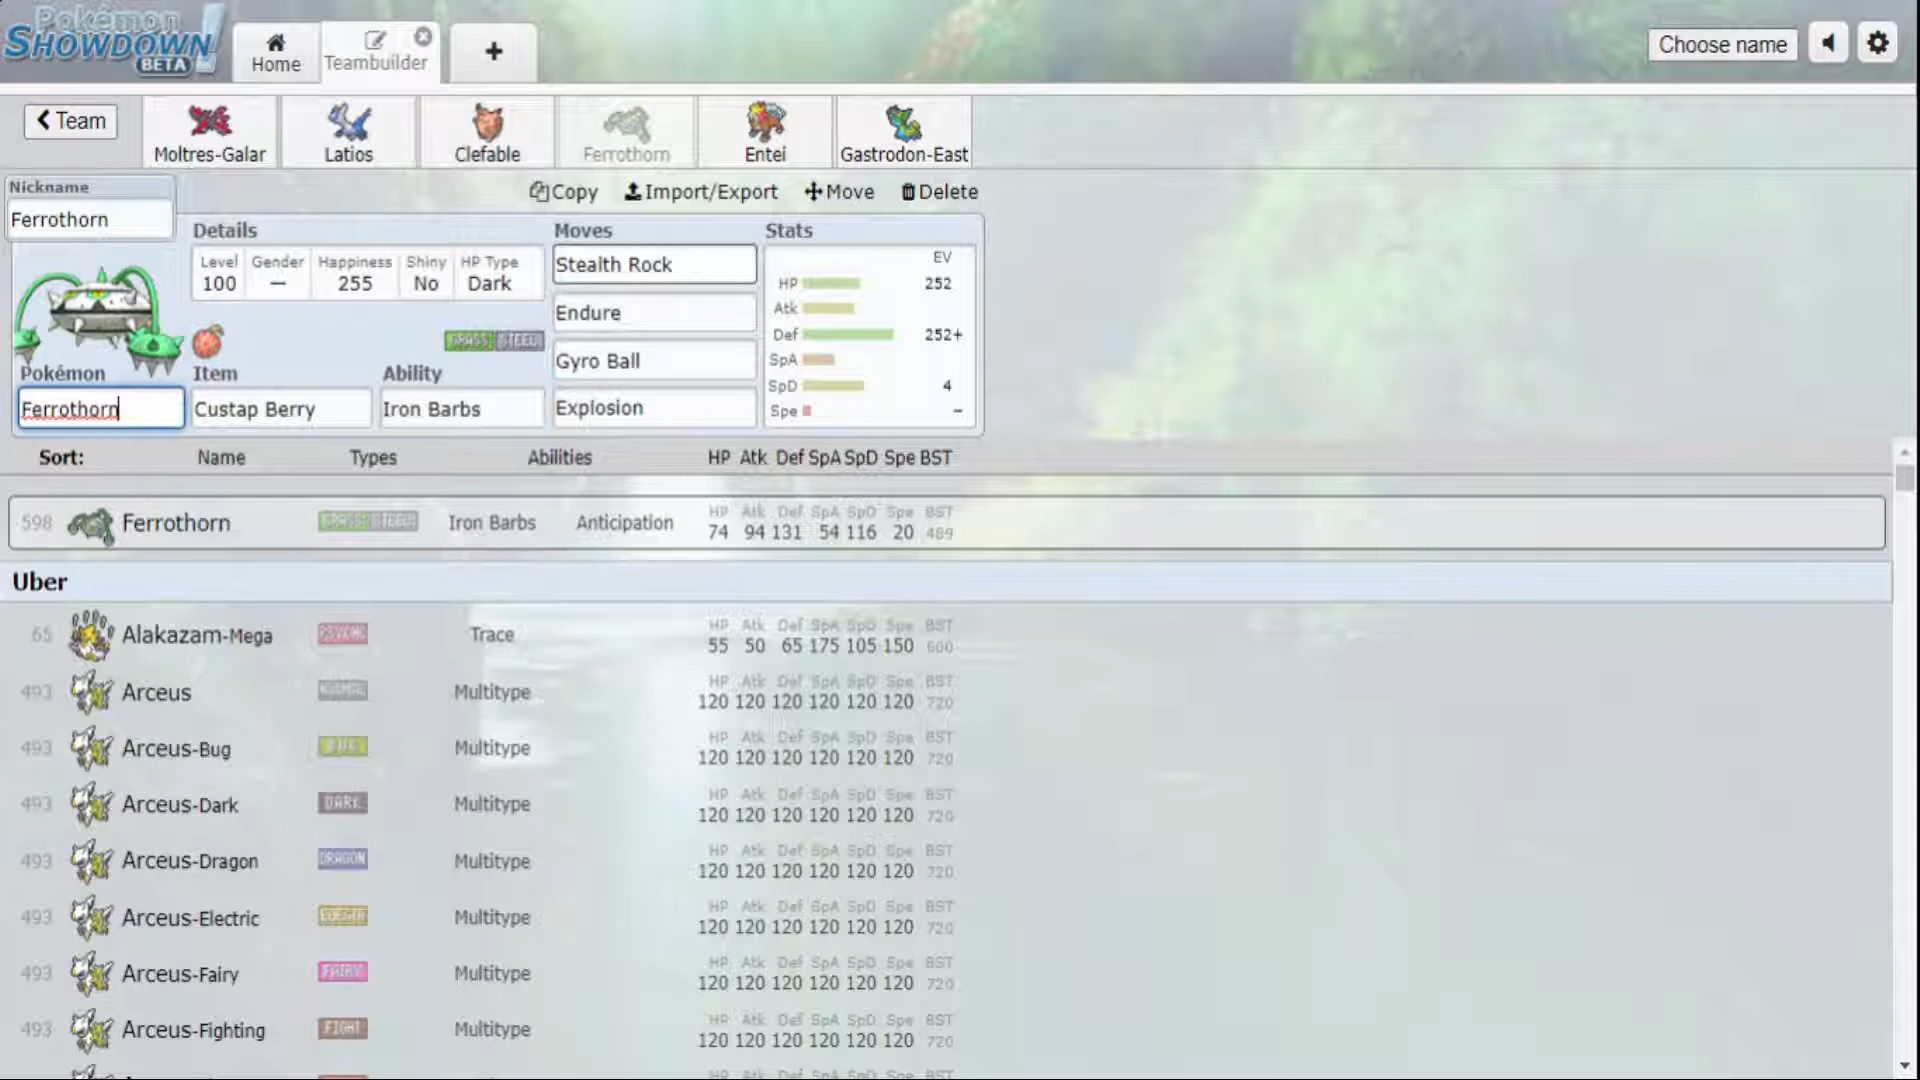 Pokémon
SHOWDOWN!
BETA
Home
Teambuilder
+
Choose name
Team
Moltres-Galar
Latios
Clefable
Ferrothorn
Entei
Gastrodon-East
Copy
Import/Export
Move
Delete
Nickname
Ferrothorn
Details
Level Gender Happiness Shiny HP Type
100 — 255 No Dark
GRASS STEEL
Pokémon Item Ability
Ferrothorn Custap Berry Iron Barbs
Moves
Stealth Rock
Endure
Gyro Ball
Explosion
Stats
EV
HP 252
Atk
Def 252+
SpA
SpD 4
Spe –
Sort: Name Types Abilities HP Atk Def SpA SpD Spe BST
598 Ferrothorn GRASS STEEL Iron Barbs Anticipation
HP Atk Def SpA SpD Spe BST
74 94 131 54 116 20 489
Uber
65 Alakazam-Mega PSYCHC Trace
HP Atk Def SpA SpD Spe BST
55 50 65 175 105 150 600
493 Arceus NORMAL Multitype
HP Atk Def SpA SpD Spe BST
120 120 120 120 120 120 720
493 Arceus-Bug BUG Multitype
HP Atk Def SpA SpD Spe BST
120 120 120 120 120 120 720
493 Arceus-Dark DARK Multitype
HP Atk Def SpA SpD Spe BST
120 120 120 120 120 120 720
493 Arceus-Dragon DRAGON Multitype
HP Atk Def SpA SpD Spe BST
120 120 120 120 120 120 720
493 Arceus-Electric ELECTR Multitype
HP Atk Def SpA SpD Spe BST
120 120 120 120 120 120 720
493 Arceus-Fairy FAIRY Multitype
HP Atk Def SpA SpD Spe BST
120 120 120 120 120 120 720
493 Arceus-Fighting FIGHT Multitype
HP Atk Def SpA SpD Spe BST
120 120 120 120 120 120 720
HP Atk Def SpA SpD Spe BST